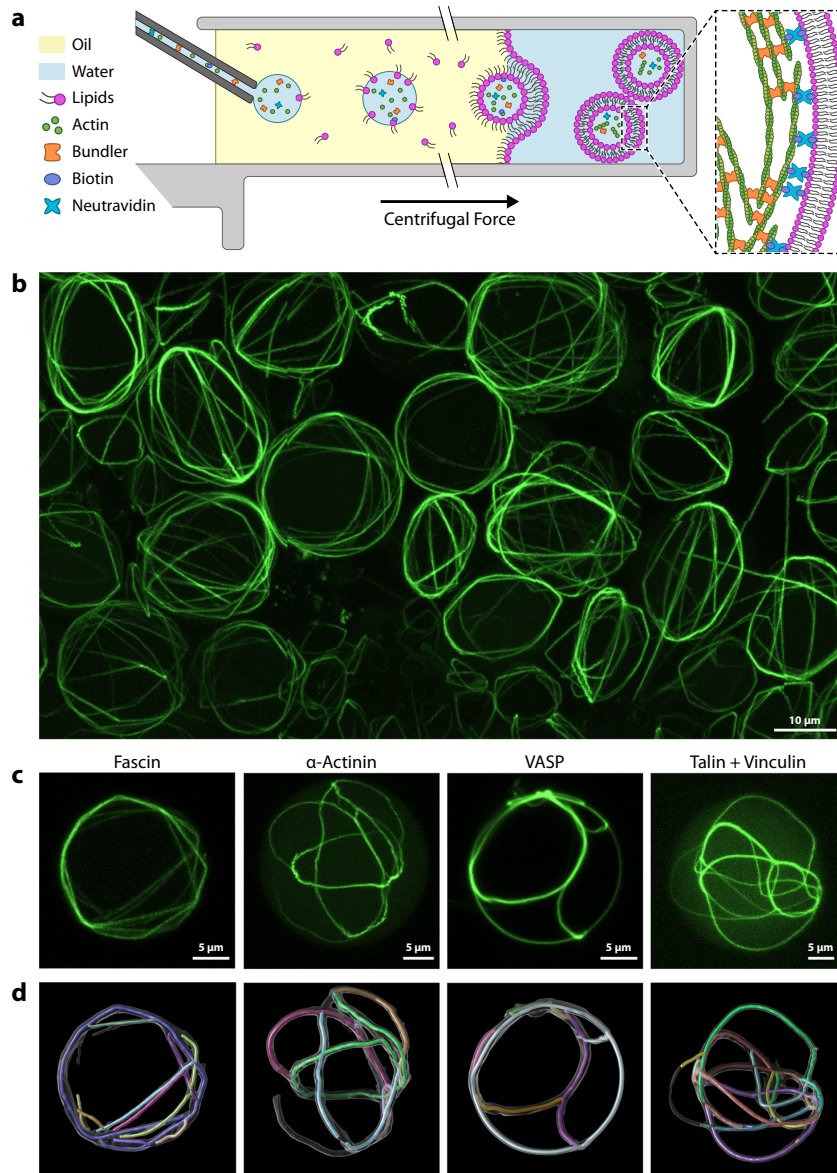 a
Oil
Water
Lipids
Actin
Bundler
Biotin
Neutravidin
Centrifugal Force
b
10 µm
c
Fascin
α-Actinin
VASP
Talin + Vinculin
5 µm
5 µm
5 µm
5 µm
d